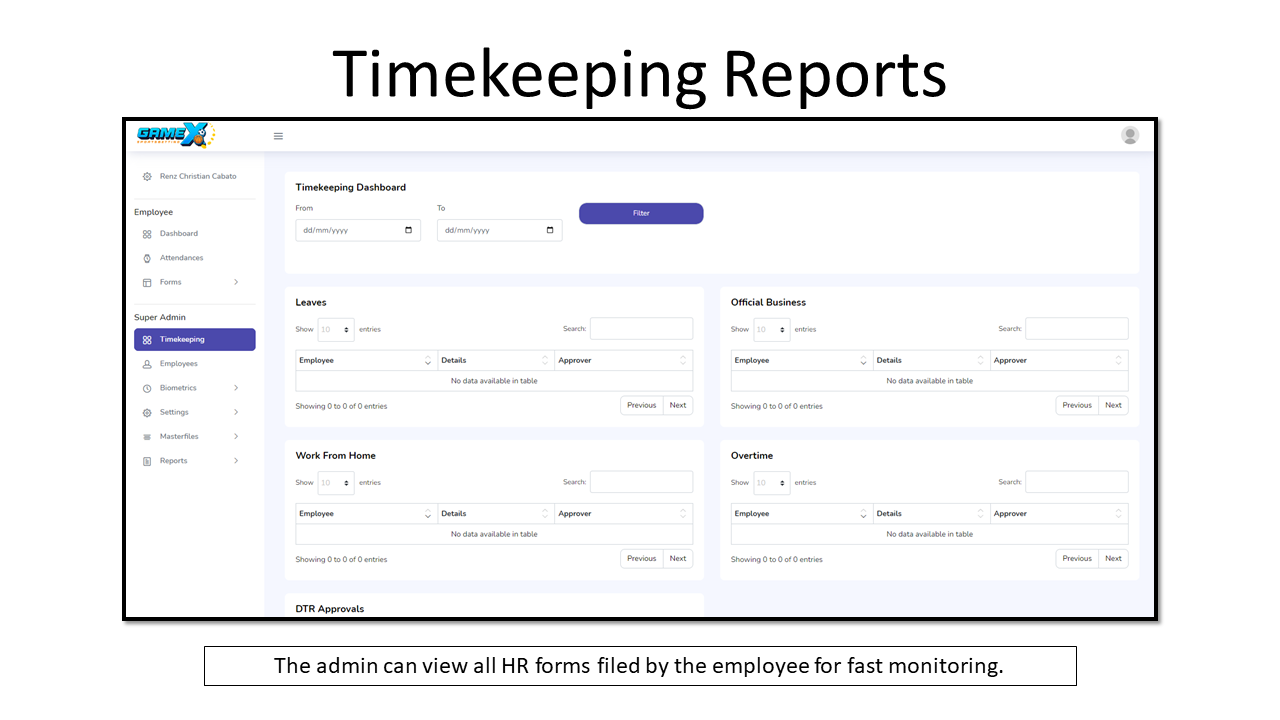 Timekeeping Reports
GAMEX
Renz Christian Cabato
Employee
Dashboard
Attendances
Forms
Super Admin
Timekeeping
Employees
Biometrics
Settings
Masterfiles
Reports
Timekeeping Dashboard
From To Filter
dd/mm/yyyy dd/mm/yyyy
Leaves
Show 10 entries Search:
Employee Details Approver
No data available in table
Showing 0 to 0 of 0 entries Previous Next
Official Business
Show 10 entries Search:
Employee Details Approver
No data available in table
Showing 0 to 0 of 0 entries Previous Next
Work From Home
Show 10 entries Search:
Employee Details Approver
No data available in table
Showing 0 to 0 of 0 entries Previous Next
Overtime
Show 10 entries Search:
Employee Details Approver
No data available in table
Showing 0 to 0 of 0 entries Previous Next
DTR Approvals
The admin can view all HR forms filed by the employee for fast monitoring.